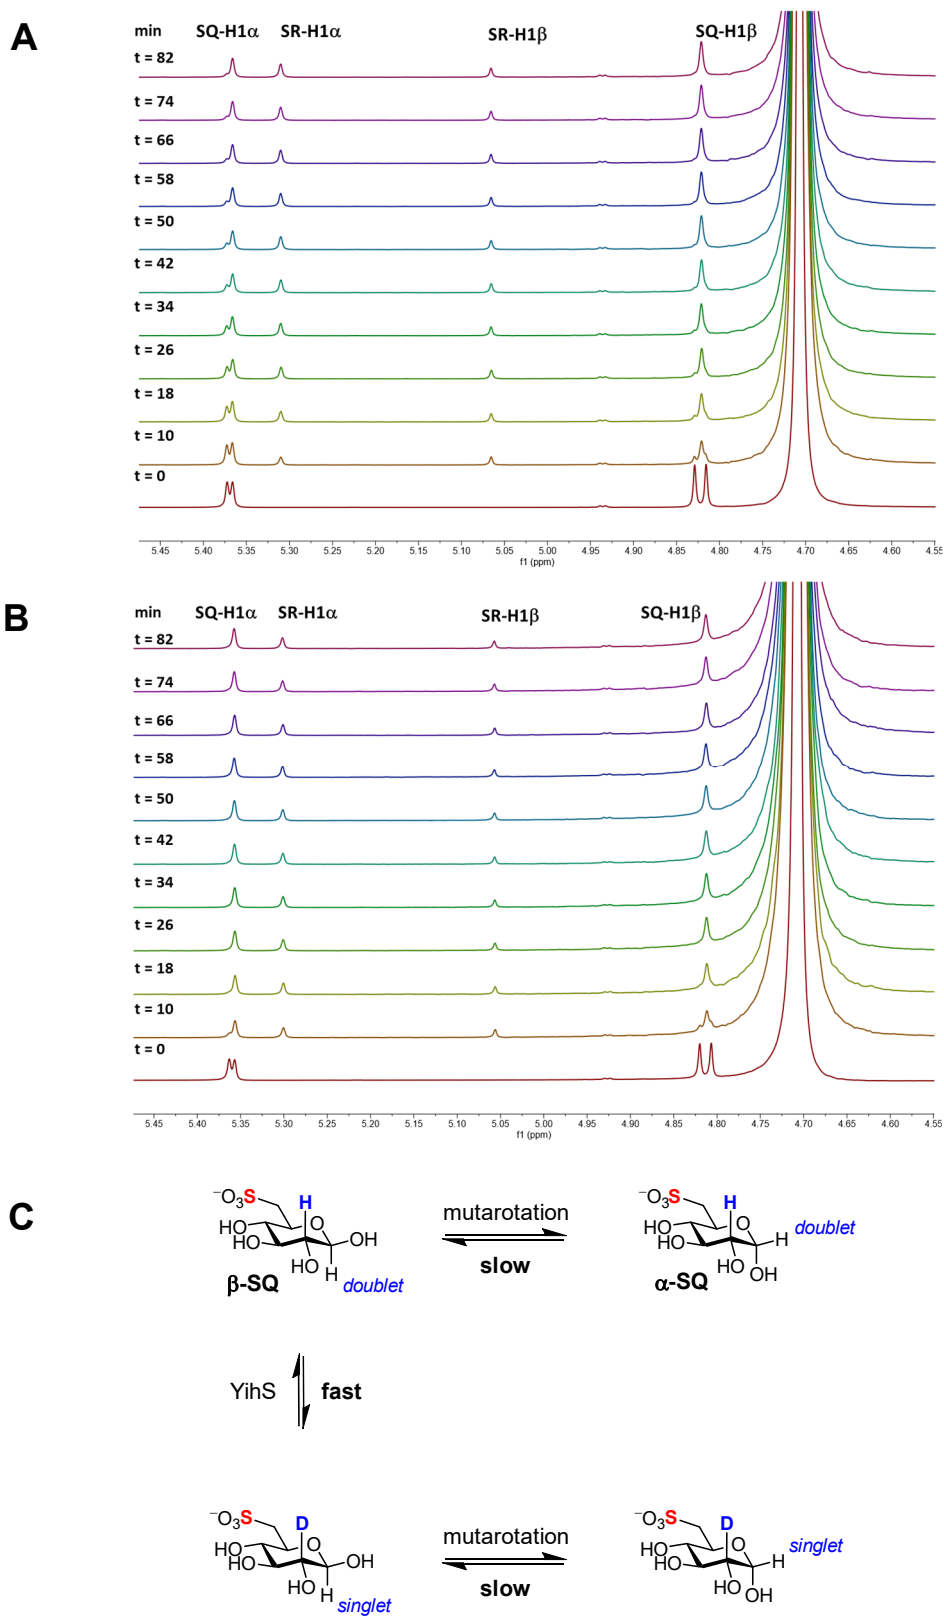 A
min SQ-H1α SR-H1α SR-H1β SQ-H1β
t = 82
t = 74
t = 66
t = 58
t = 50
t = 42
t = 34
t = 26
t = 18
t = 10
t = 0
5.45 5.40 5.35 5.30 5.25 5.20 5.15 5.10 5.05 5.00 4.95 4.90 4.85 4.80 4.75 4.70 4.65 4.60 4.55
f1 (ppm)
B
min SQ-H1α SR-H1α SR-H1β SQ-H1β
t = 82
t = 74
t = 66
t = 58
t = 50
t = 42
t = 34
t = 26
t = 18
t = 10
t = 0
5.45 5.40 5.35 5.30 5.25 5.20 5.15 5.10 5.05 5.00 4.95 4.90 4.85 4.80 4.75 4.70 4.65 4.60 4.55
f1 (ppm)
C
⁻O₃S H mutarotation ⁻O₃S H
HO O HO O doublet
HO OH HO H
HO H doublet slow HO OH
β-SQ α-SQ
YihS fast
⁻O₃S D mutarotation ⁻O₃S D
HO O HO O singlet
HO OH HO H
HO H singlet slow HO OH